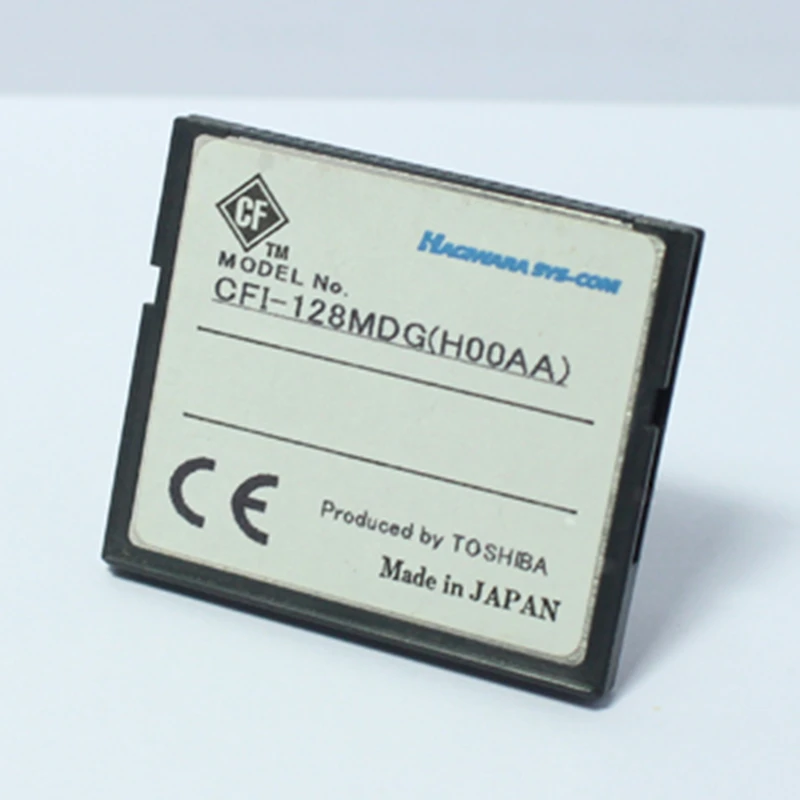 CF
TM
HAGIWARA SYS-COM
MODEL No.
CFI-128MDG(H00AA)
CE
Produced by TOSHIBA
Made in JAPAN